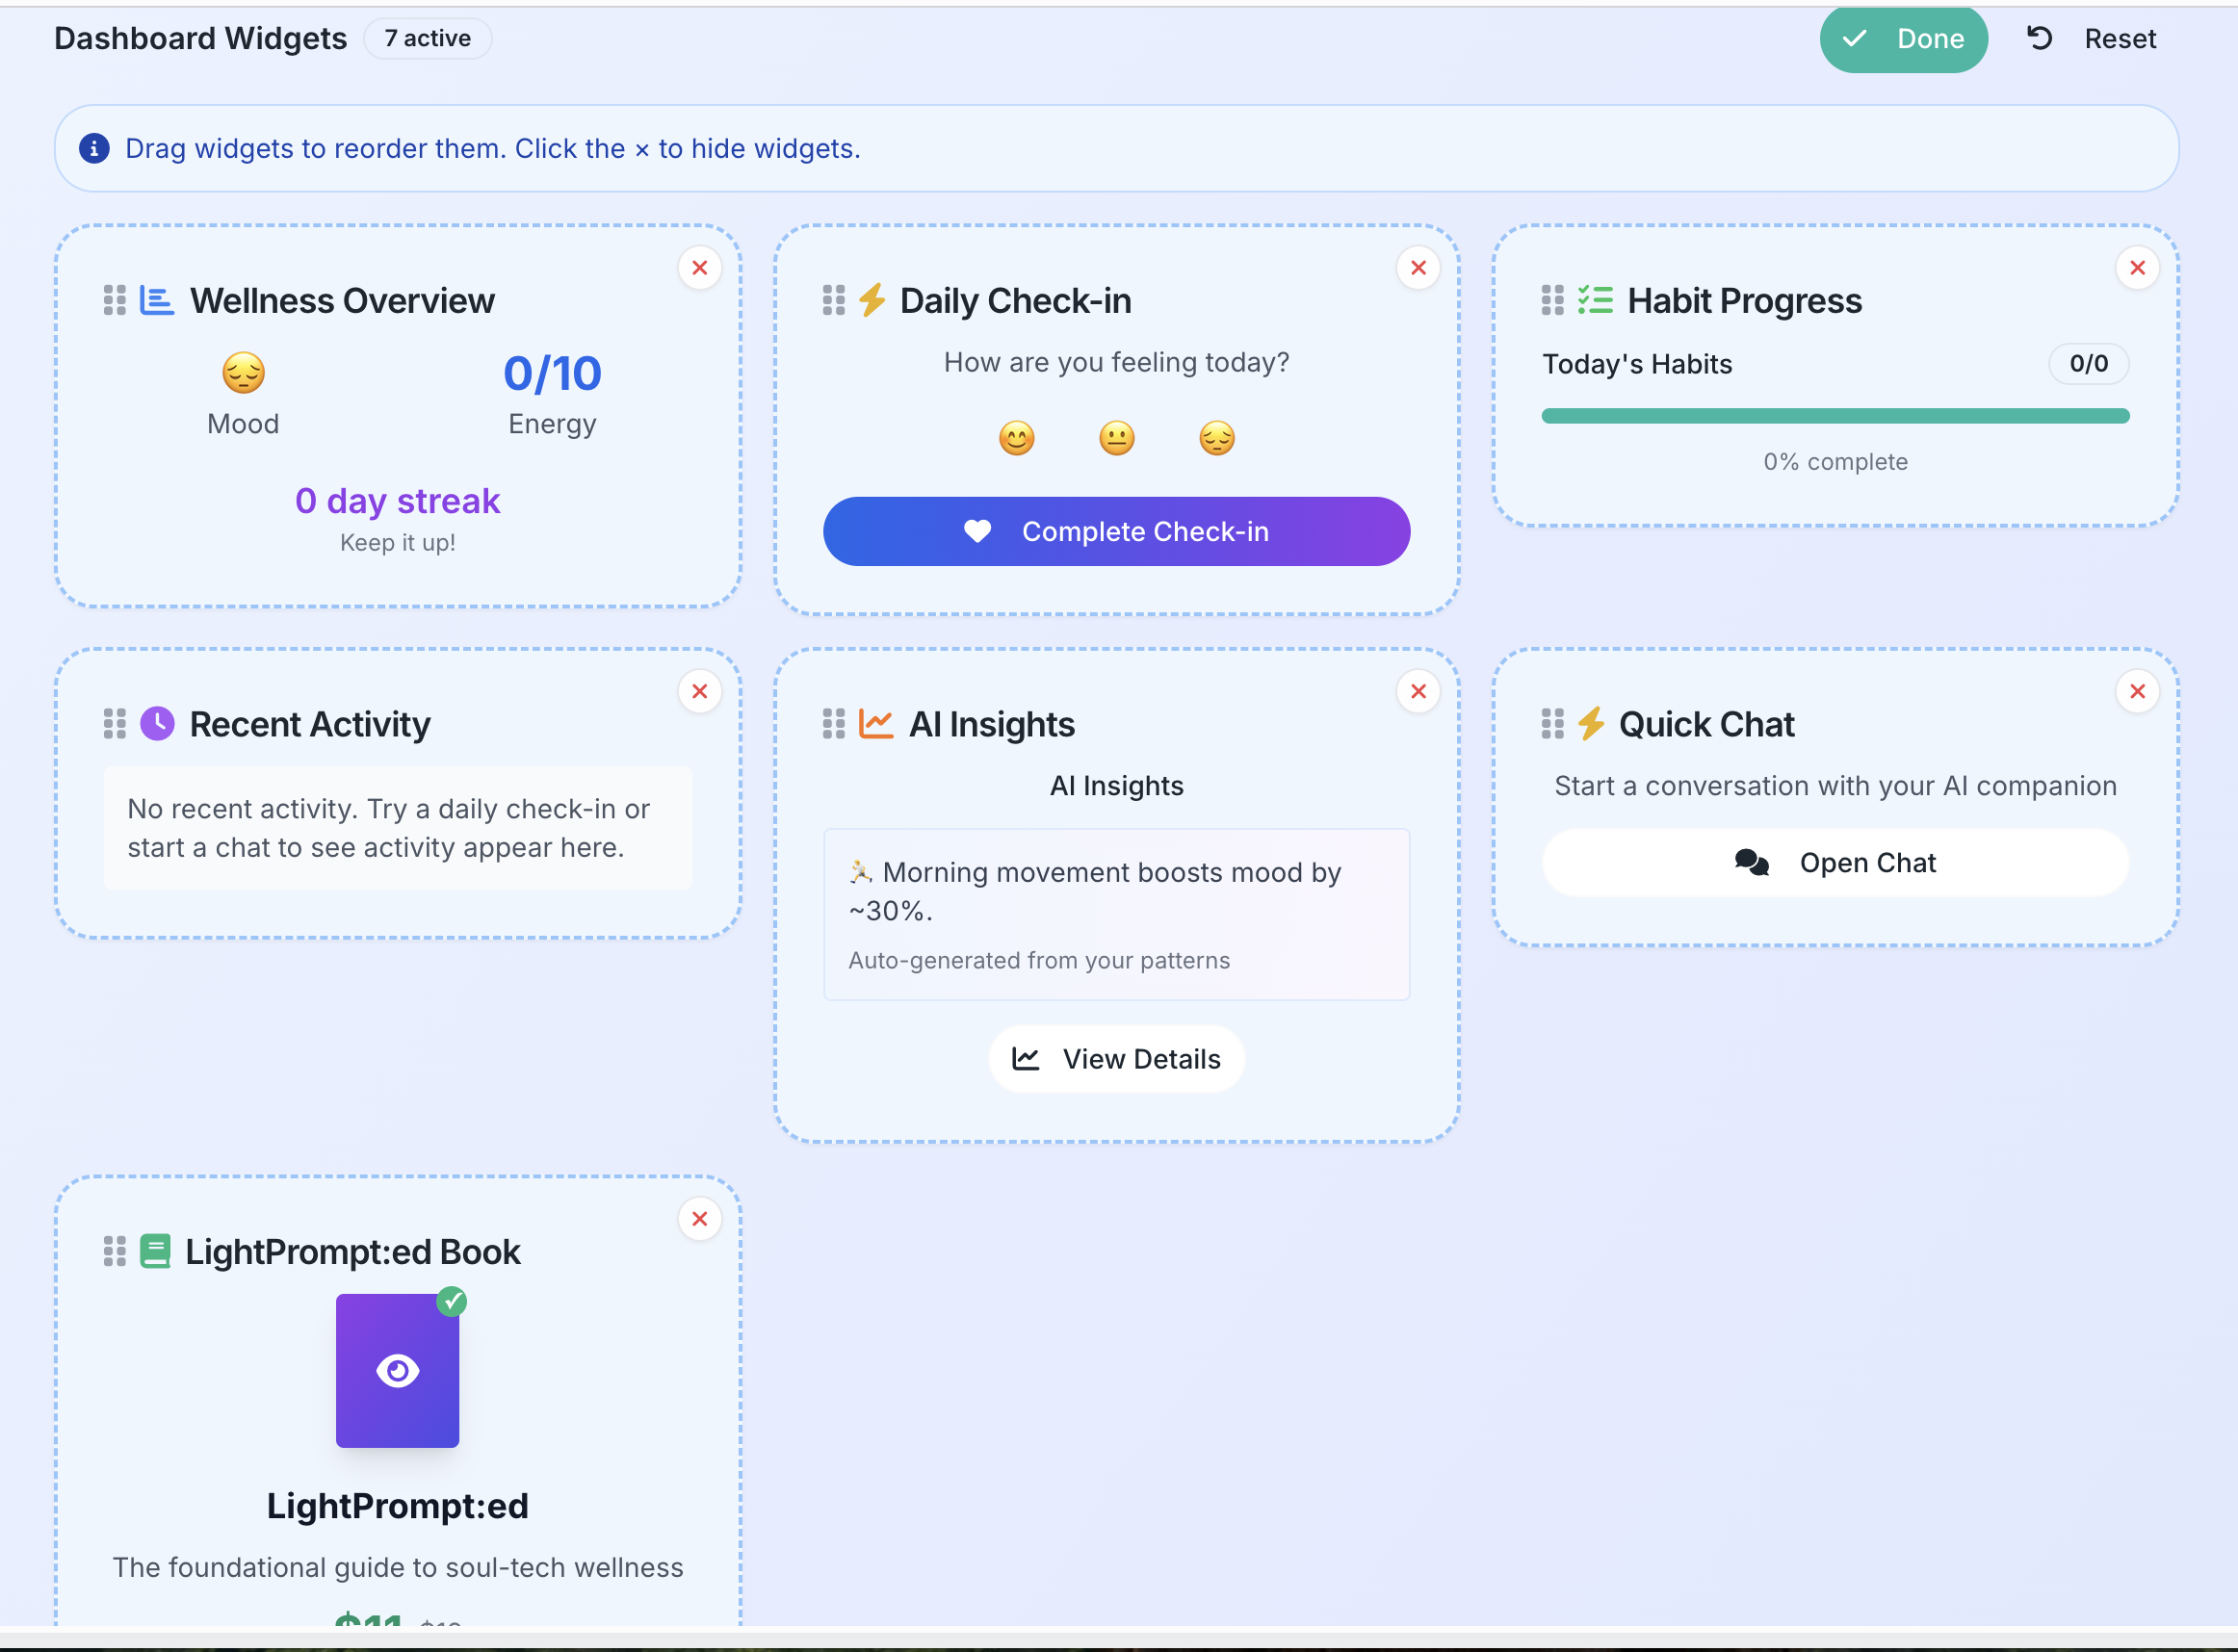 Dashboard Widgets 7 active Done Reset
Drag widgets to reorder them. Click the × to hide widgets.
Wellness Overview
😔 0/10
Mood Energy
0 day streak
Keep it up!
Daily Check-in
How are you feeling today?
😊 😐 😔
Complete Check-in
Habit Progress
Today's Habits 0/0
0% complete
Recent Activity
No recent activity. Try a daily check-in or
start a chat to see activity appear here.
AI Insights
AI Insights
🏃 Morning movement boosts mood by
~30%.
Auto-generated from your patterns
View Details
Quick Chat
Start a conversation with your AI companion
Open Chat
LightPrompt:ed Book
LightPrompt:ed
The foundational guide to soul-tech wellness
$11